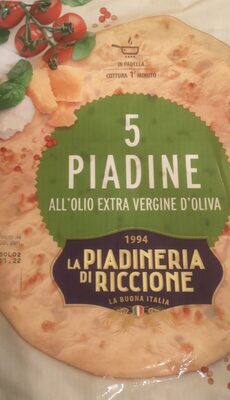 IN PADELLA
COTTURA 1 MINUTO
5
PIADINE
ALL'OLIO EXTRA VERGINE D'OLIVA
1994
LA PIADINERIA
DI RICCIONE
LA BUONA ITALIA